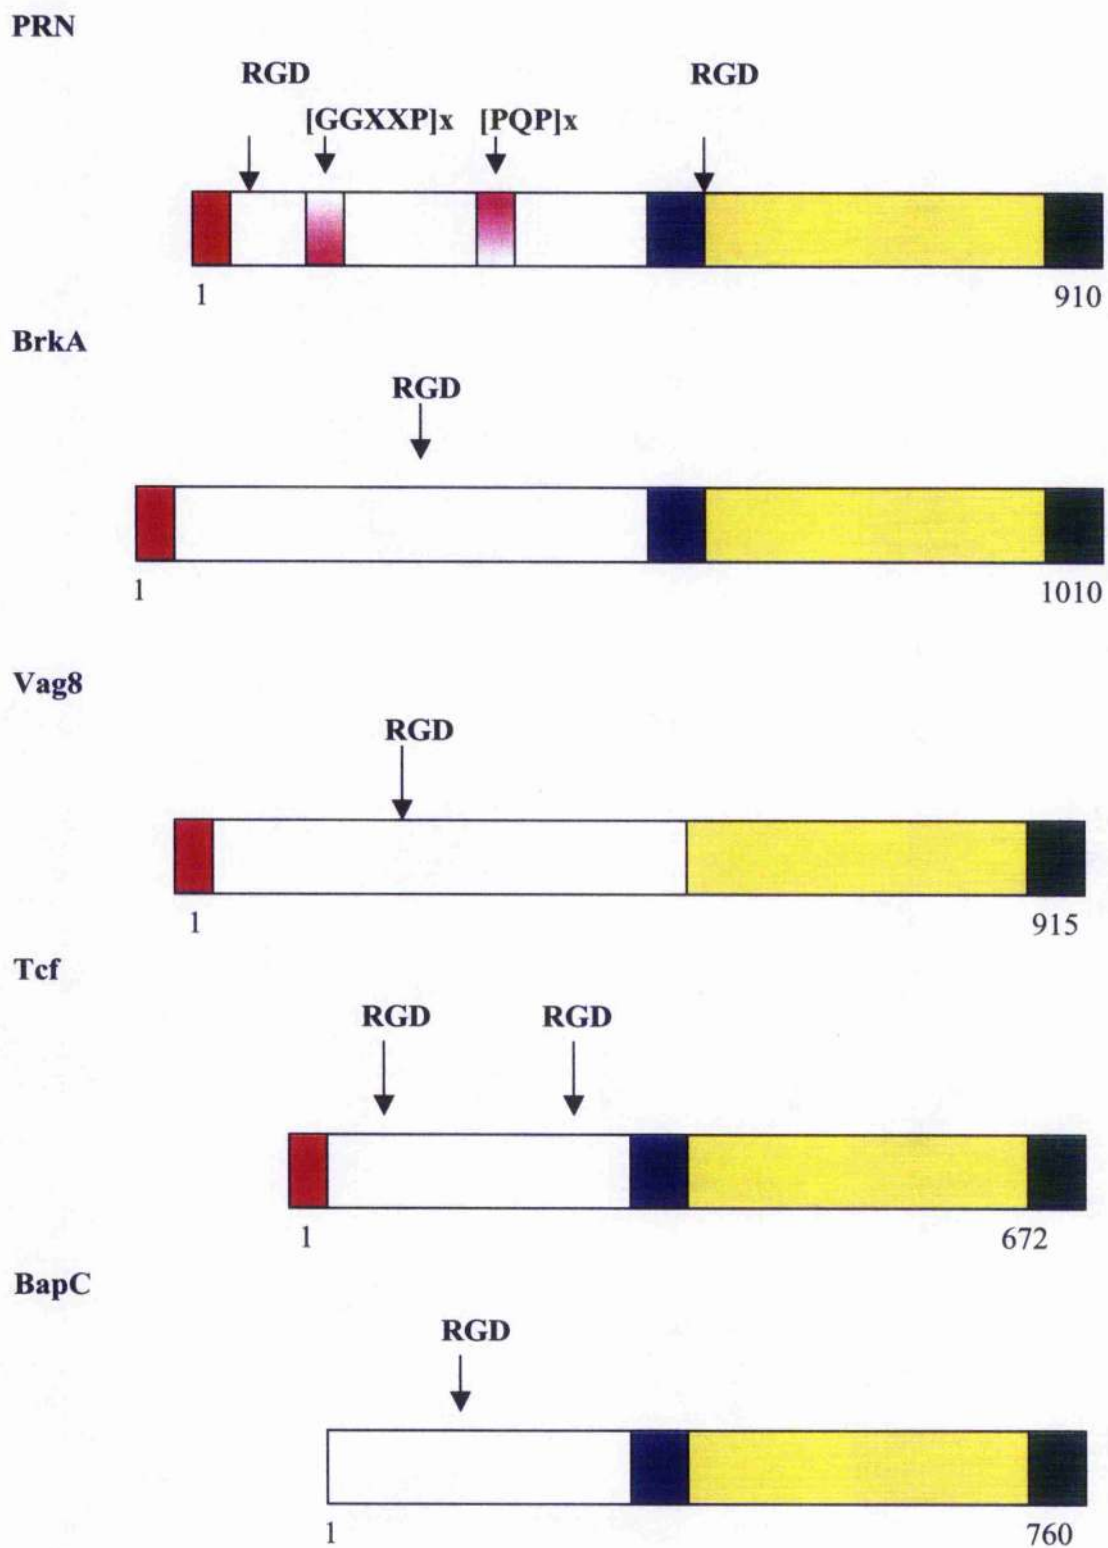 PRN
RGD RGD
[GGXXP]x [PQP]x
1 910
BrkA
RGD
1 1010
Vag8
RGD
1 915
Tcf
RGD RGD
1 672
BapC
RGD
1 760